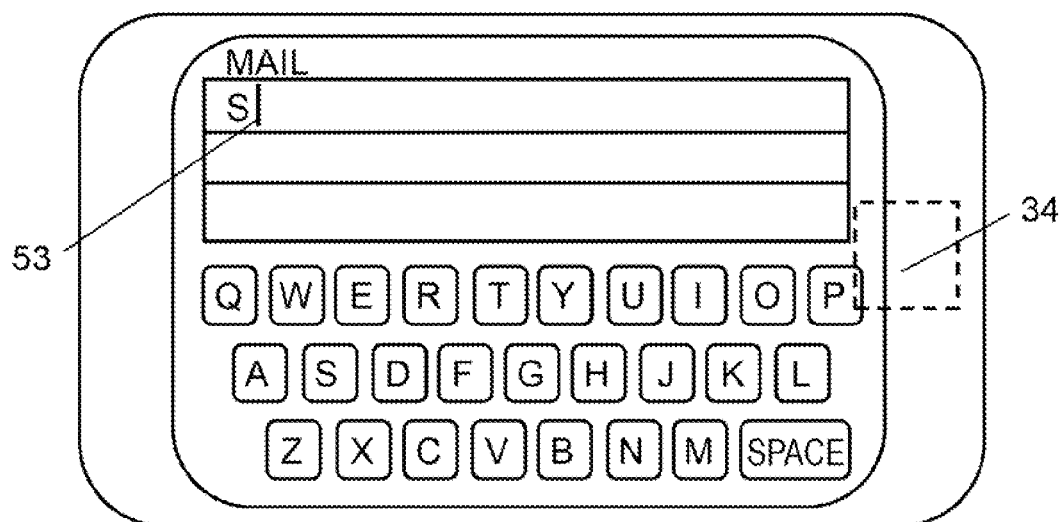 MAIL
S
53
34
Q W E R T Y U I O P
A S D F G H J K L
Z X C V B N M SPACE